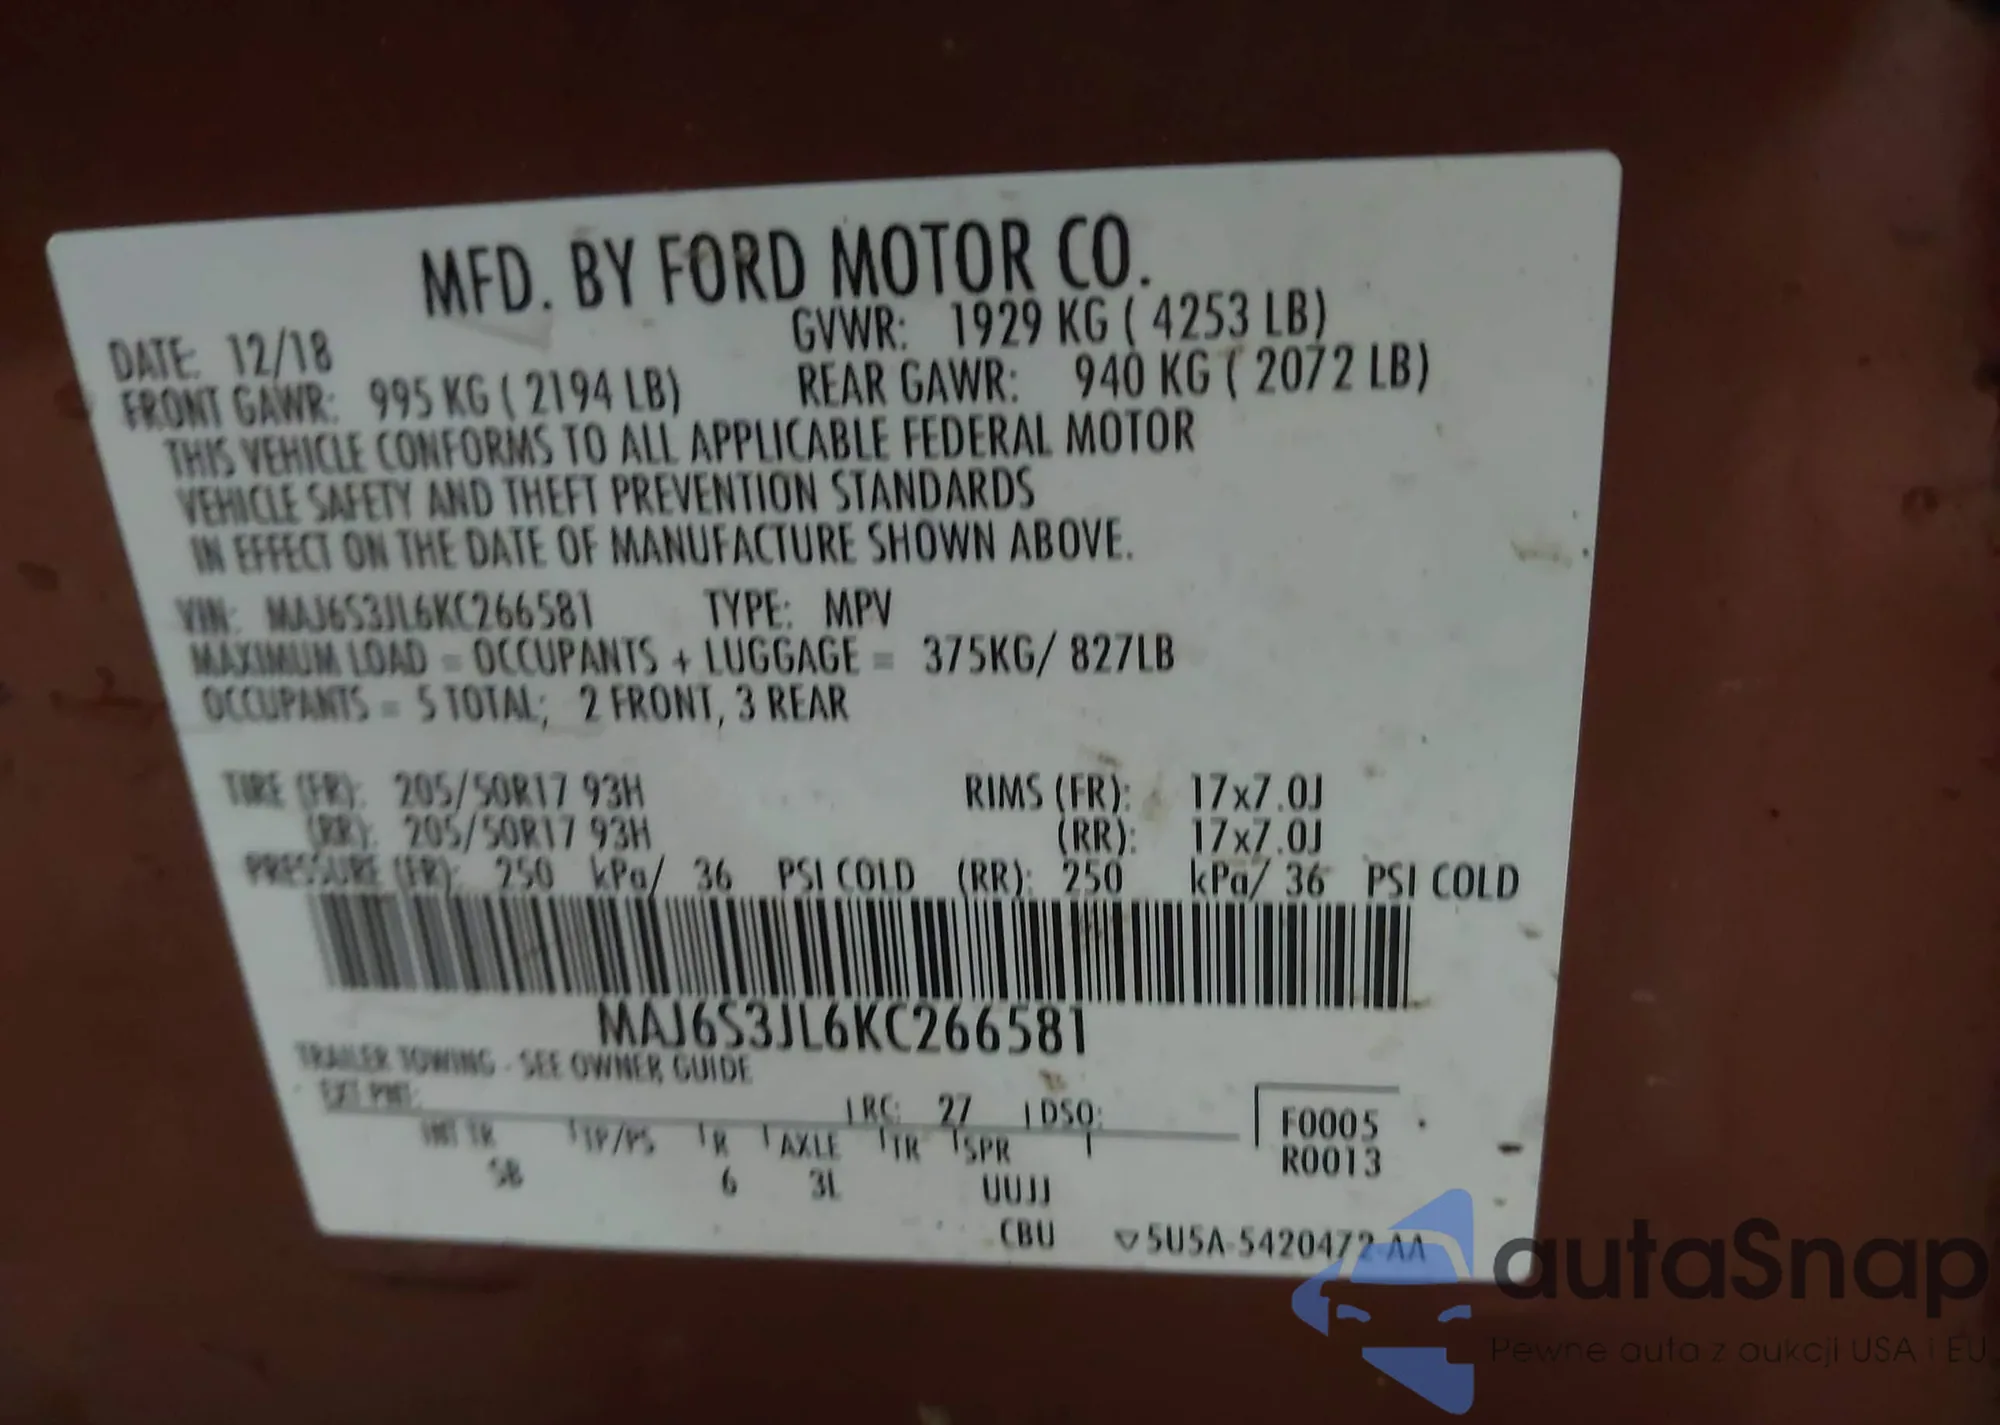 MFD. BY FORD MOTOR CO.
DATE: 12/18 GVWR: 1929 KG ( 4253 LB)
FRONT GAWR: 995 KG ( 2194 LB) REAR GAWR: 940 KG ( 2072 LB)
THIS VEHICLE CONFORMS TO ALL APPLICABLE FEDERAL MOTOR
VEHICLE SAFETY AND THEFT PREVENTION STANDARDS
IN EFFECT ON THE DATE OF MANUFACTURE SHOWN ABOVE.
VIN: MAJ6S3JL6KC266581 TYPE: MPV
MAXIMUM LOAD = OCCUPANTS + LUGGAGE = 375KG/ 827LB
OCCUPANTS = 5 TOTAL; 2 FRONT, 3 REAR
TIRE (FR): 205/50R17 93H RIMS (FR): 17x7.0J
(RR): 205/50R17 93H (RR): 17x7.0J
PRESSURE (FR): 250 kPa/ 36 PSI COLD (RR): 250 kPa/ 36 PSI COLD
MAJ6S3JL6KC266581
TRAILER TOWING - SEE OWNER GUIDE
EXT PNT: RC: 27 DSO: F0005
INT TR TP/PS R AXLE TR SPR R0013
5B 6 3L UUJJ
CBU ▽5U5A-5420472-AA
autaSnap
Pewne auta z aukcji USA i EU